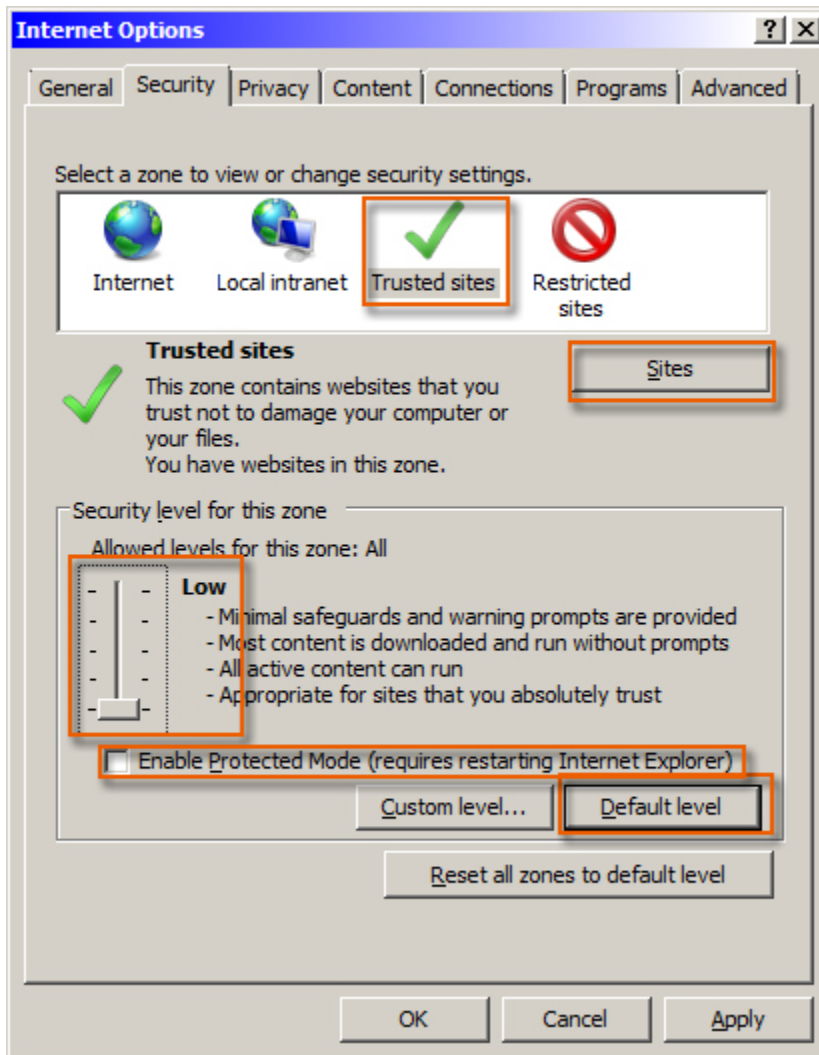 Internet Options
General Security Privacy Content Connections Programs Advanced
Select a zone to view or change security settings.
Internet Local intranet Trusted sites Restricted
sites
Trusted sites
Sites
This zone contains websites that you
trust not to damage your computer or
your files.
You have websites in this zone.
Security level for this zone
Allowed levels for this zone: All
Low
- Minimal safeguards and warning prompts are provided
- Most content is downloaded and run without prompts
- All active content can run
- Appropriate for sites that you absolutely trust
Enable Protected Mode (requires restarting Internet Explorer)
Custom level... Default level
Reset all zones to default level
OK Cancel Apply